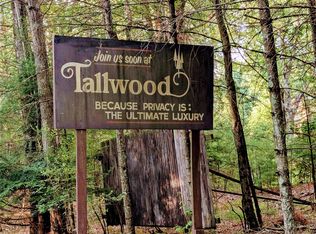 Join us soon at
Tallwood
BECAUSE PRIVACY IS:
THE ULTIMATE LUXURY